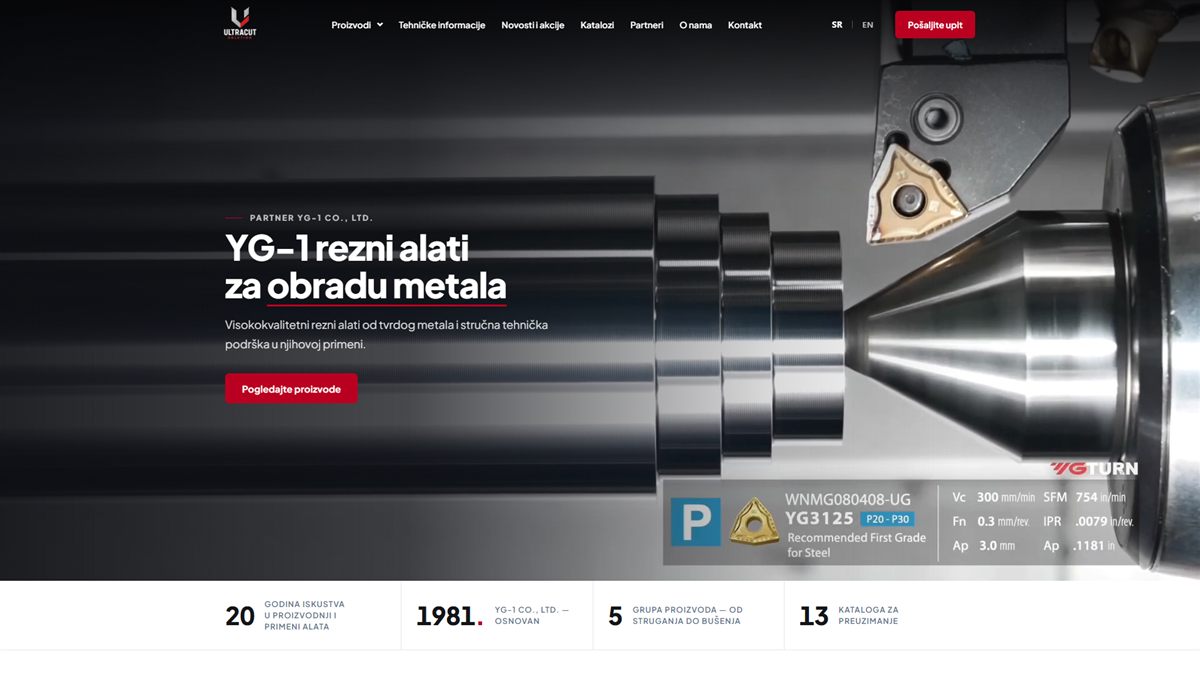 ULTRACUT
Proizvodi
Tehničke informacije
Novosti i akcije
Katalozi
Partneri
O nama
Kontakt
SR
EN
Pošaljite upit
PARTNER YG-1 CO., LTD.
YG-1 rezni alati
za obradu metala
Visokokvalitetni rezni alati od tvrdog metala i stručna tehnička
podrška u njihovoj primeni.
Pogledajte proizvode
YGTURN
P
WNMG080408-UG
YG3125 P20 - P30
Recommended First Grade
for Steel
Vc 300 mm/min SFM 754 in/min
Fn 0.3 mm/rev. IPR .0079 in/rev.
Ap 3.0 mm Ap .1181 in
20
GODINA ISKUSTVA
U PROIZVODNJI I
PRIMENI ALATA
1981.
YG-1 CO., LTD. —
OSNOVAN
5
GRUPA PROIZVODA — OD
STRUGANJA DO BUŠENJA
13
KATALOGA ZA
PREUZIMANJE